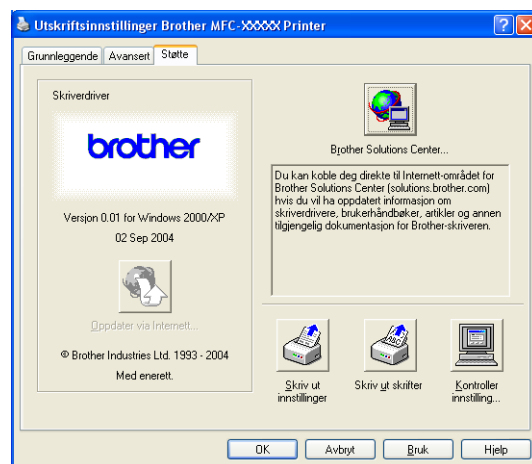 Utskriftsinnstillinger Brother MFC-XXXXX Printer
Grunnleggende Avansert Støtte
Skriverdriver
brother
Versjon 0.01 for Windows 2000/XP
02 Sep 2004
Oppdater via Internett...
© Brother Industries Ltd. 1993 - 2004
Med enerett.
Brother Solutions Center...
Du kan koble deg direkte til Internett-området for
Brother Solutions Center (solutions.brother.com)
hvis du vil ha oppdatert informasjon om
skriverdrivere, brukerhåndbøker, artikler og annen
tilgjengelig dokumentasjon for Brother-skriveren.
Skriv ut
innstillinger
Skriv ut skrifter
Kontroller
innstilling...
OK Avbryt Bruk Hjelp